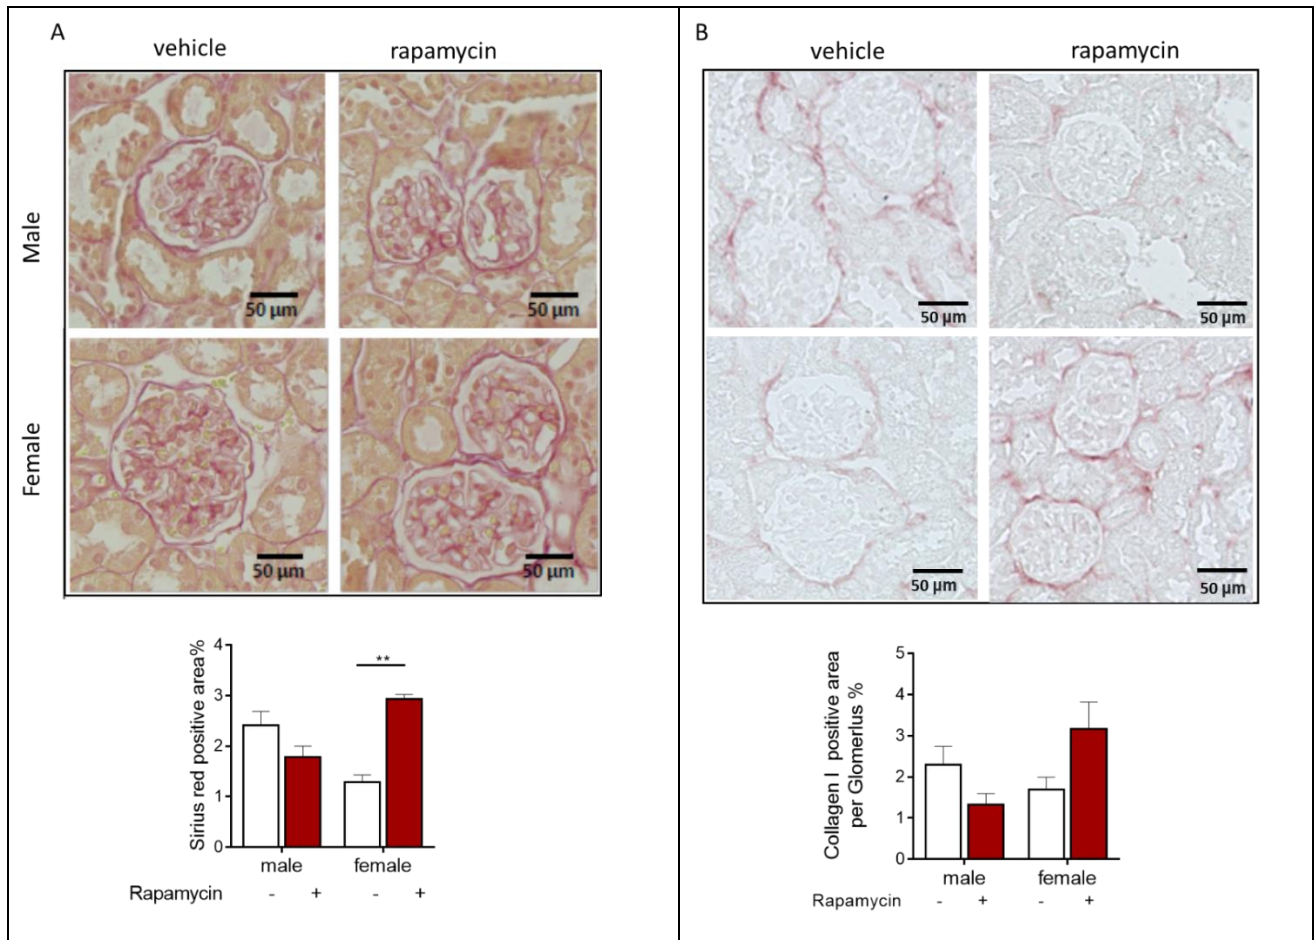 A
vehicle
rapamycin
Male
50 µm
50 µm
Female
50 µm
50 µm
Sirius red positive area%
4
3
2
1
0
**
male
female
Rapamycin
- + - +
B
vehicle
rapamycin
50 µm
50 µm
50 µm
50 µm
Collagen I positive area
per Glomerlus %
5
4
3
2
1
0
male
female
Rapamycin
- + - +